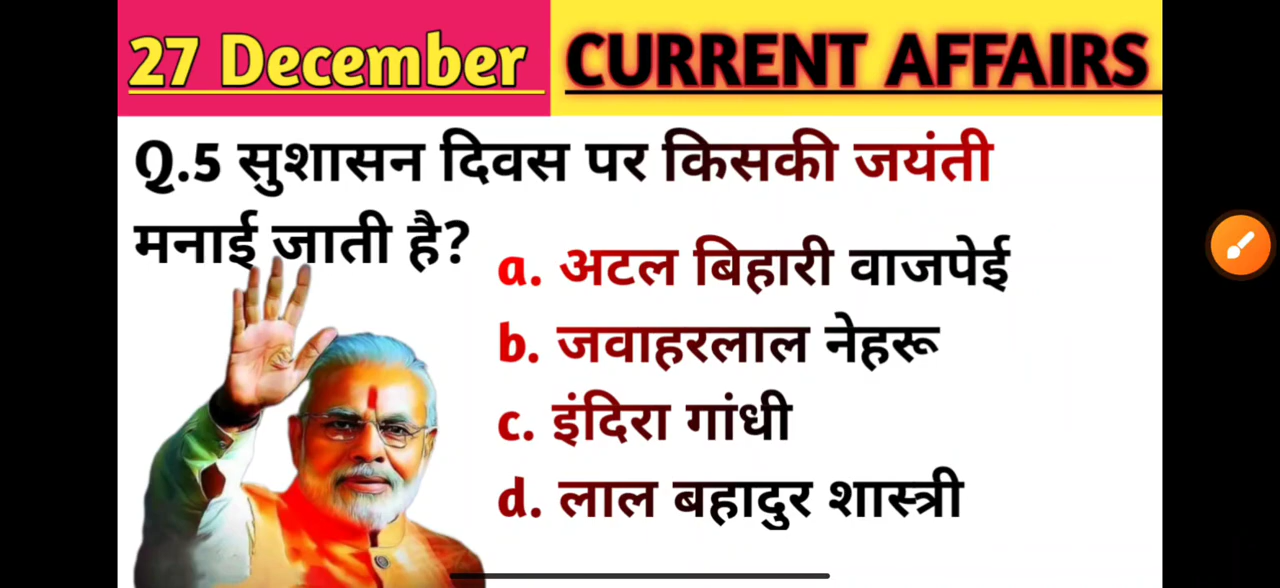 27 December CURRENT AFFAIRS
Q.5 सुशासन दिवस पर किसकी जयंती
मनाई जाती है?
a. अटल बिहारी वाजपेई
b. जवाहरलाल नेहरू
c. इंदिरा गांधी
d. लाल बहादुर शास्त्री